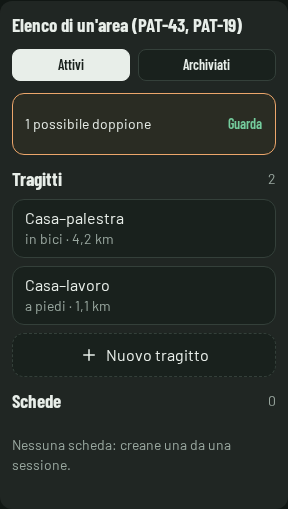 Elenco di un'area (PAT-43, PAT-19)
Attivi
Archiviati
1 possibile doppione
Guarda
Tragitti
2
Casa–palestra
in bici · 4,2 km
Casa–lavoro
a piedi · 1,1 km
+ Nuovo tragitto
Schede
0
Nessuna scheda: creane una da una
sessione.